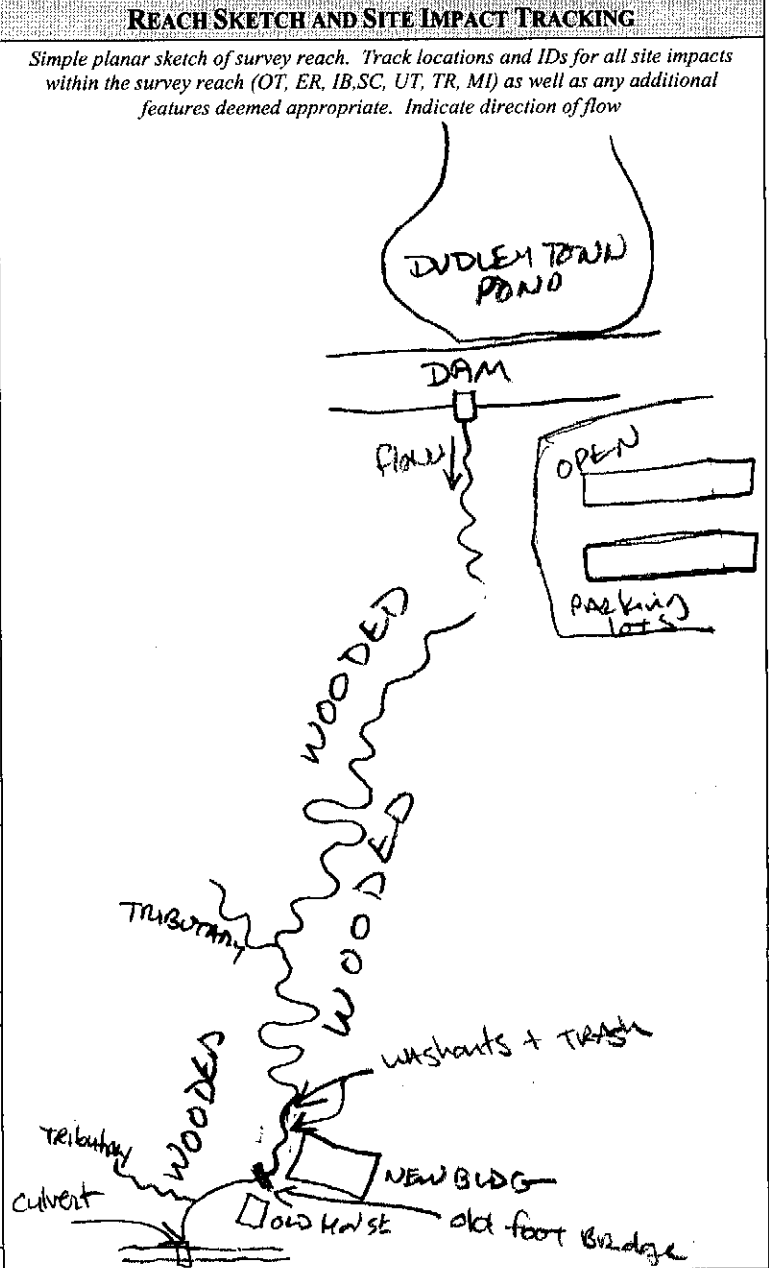 REACH SKETCH AND SITE IMPACT TRACKING
Simple planar sketch of survey reach. Track locations and IDs for all site impacts
within the survey reach (OT, ER, IB,SC, UT, TR, MI) as well as any additional
features deemed appropriate. Indicate direction of flow
DUDLEY TOWN
POND
DAM
flow
OPEN
PARking
lots
WOODED
WOODED
TRIBUTARY
washouts + TRASH
WOODED
Tributary
NEW BLDG
culvert
OLD House
old foot Bridge